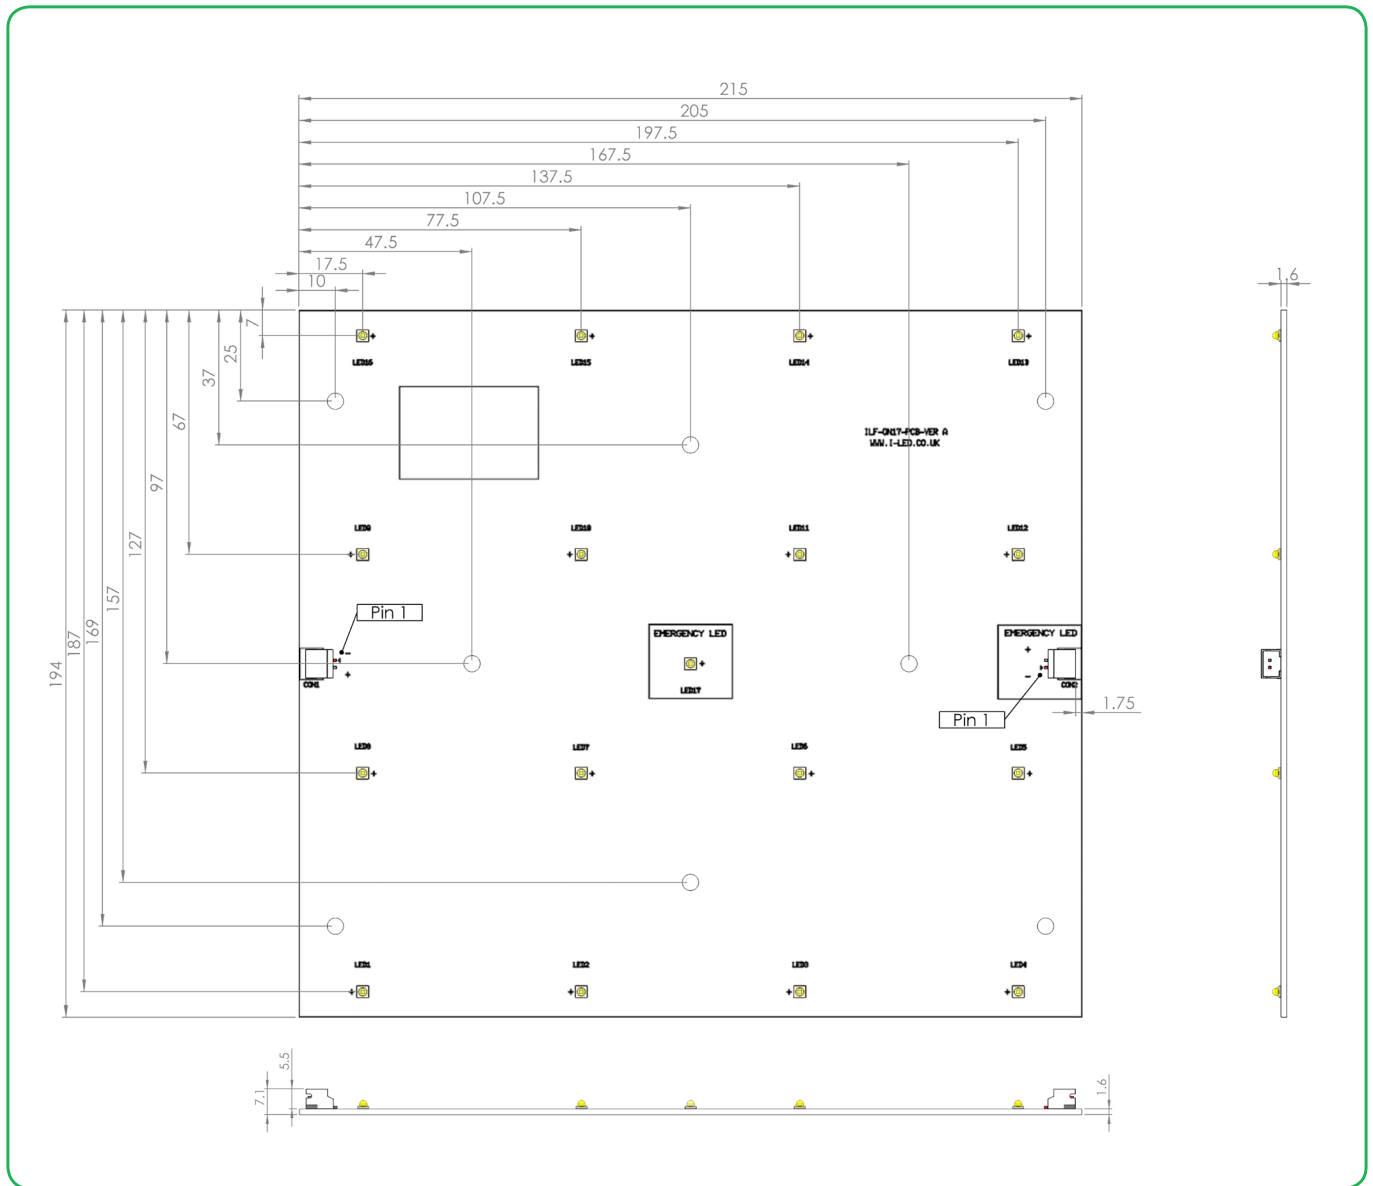 215
205
197.5
167.5
137.5
107.5
77.5
47.5
17.5
10
1.6
7
25
37
67
97
127
157
169
187
194
LED16
LED15
LED14
LED13
ILF-ON17-PCB-VER A
WWW.I-LED.CO.UK
LED9
LED10
LED11
LED12
Pin 1
EMERGENCY LED
EMERGENCY LED
CON1
LED17
CON2
1.75
Pin 1
LED8
LED7
LED6
LED5
LED1
LED2
LED3
LED4
5.5
7.1
1.6